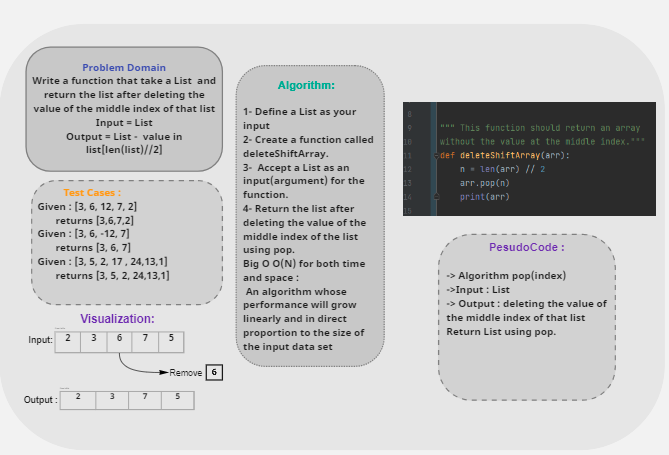 Problem Domain
Write a function that take a List and
return the list after deleting the
value of the middle index of that list
Input = List
Output = List - value in
list[len(list)//2]
Test Cases :
Given : [3, 6, 12, 7, 2]
returns [3,6,7,2]
Given : [3, 6, -12, 7]
returns [3, 6, 7]
Given : [3, 5, 2, 17 , 24,13,1]
returns [3, 5, 2, 24,13,1]
Visualization:
Input:
2 3 6 7 5
Remove 6
Output :
2 3 7 5
Algorithm:
1- Define a List as your
input
2- Create a function called
deleteShiftArray.
3- Accept a List as an
input(argument) for the
function.
4- Return the list after
deleting the value of the
middle index of the list
using pop.
Big O O(N) for both time
and space :
An algorithm whose
performance will grow
linearly and in direct
proportion to the size of
the input data set
8
9 """ This function should return an array
10 without the value at the middle index."""
11 def deleteShiftArray(arr):
12 n = len(arr) // 2
13 arr.pop(n)
14 print(arr)
15
PesudoCode :
-> Algorithm pop(index)
->Input : List
-> Output : deleting the value of
the middle index of that list
Return List using pop.